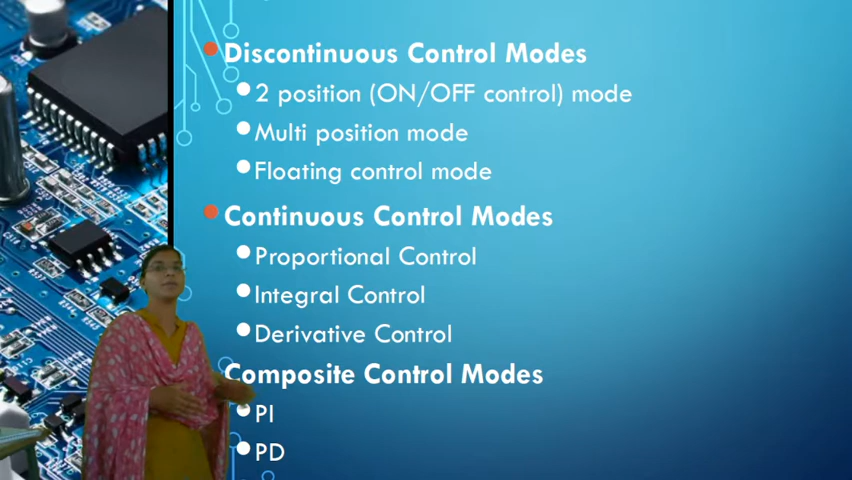 Discontinuous Control Modes
2 position (ON/OFF control) mode
Multi position mode
Floating control mode
Continuous Control Modes
Proportional Control
Integral Control
Derivative Control
Composite Control Modes
PI
PD